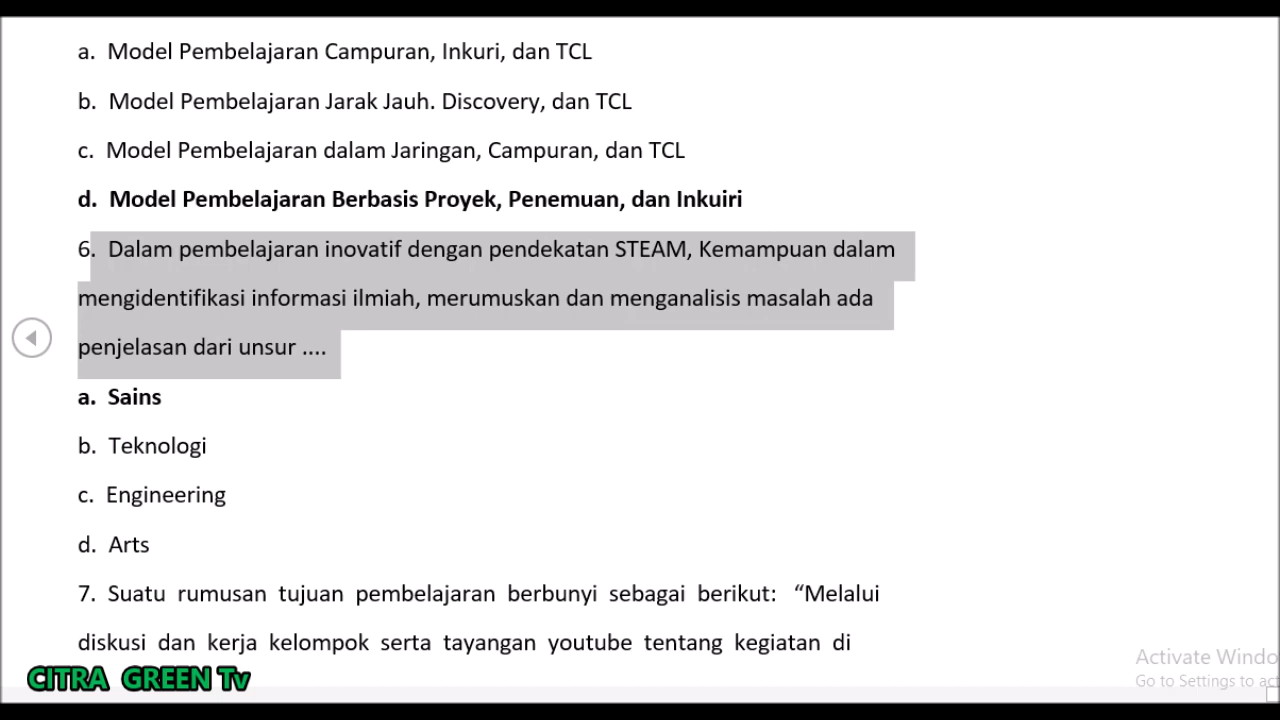 a. Model Pembelajaran Campuran, Inkuri, dan TCL
b. Model Pembelajaran Jarak Jauh. Discovery, dan TCL
c. Model Pembelajaran dalam Jaringan, Campuran, dan TCL
d. Model Pembelajaran Berbasis Proyek, Penemuan, dan Inkuiri
6. Dalam pembelajaran inovatif dengan pendekatan STEAM, Kemampuan dalam
mengidentifikasi informasi ilmiah, merumuskan dan menganalisis masalah ada
penjelasan dari unsur ....
a. Sains
b. Teknologi
c. Engineering
d. Arts
7. Suatu rumusan tujuan pembelajaran berbunyi sebagai berikut: “Melalui
diskusi dan kerja kelompok serta tayangan youtube tentang kegiatan di
CITRA GREEN Tv
Activate Windo
Go to Settings to act